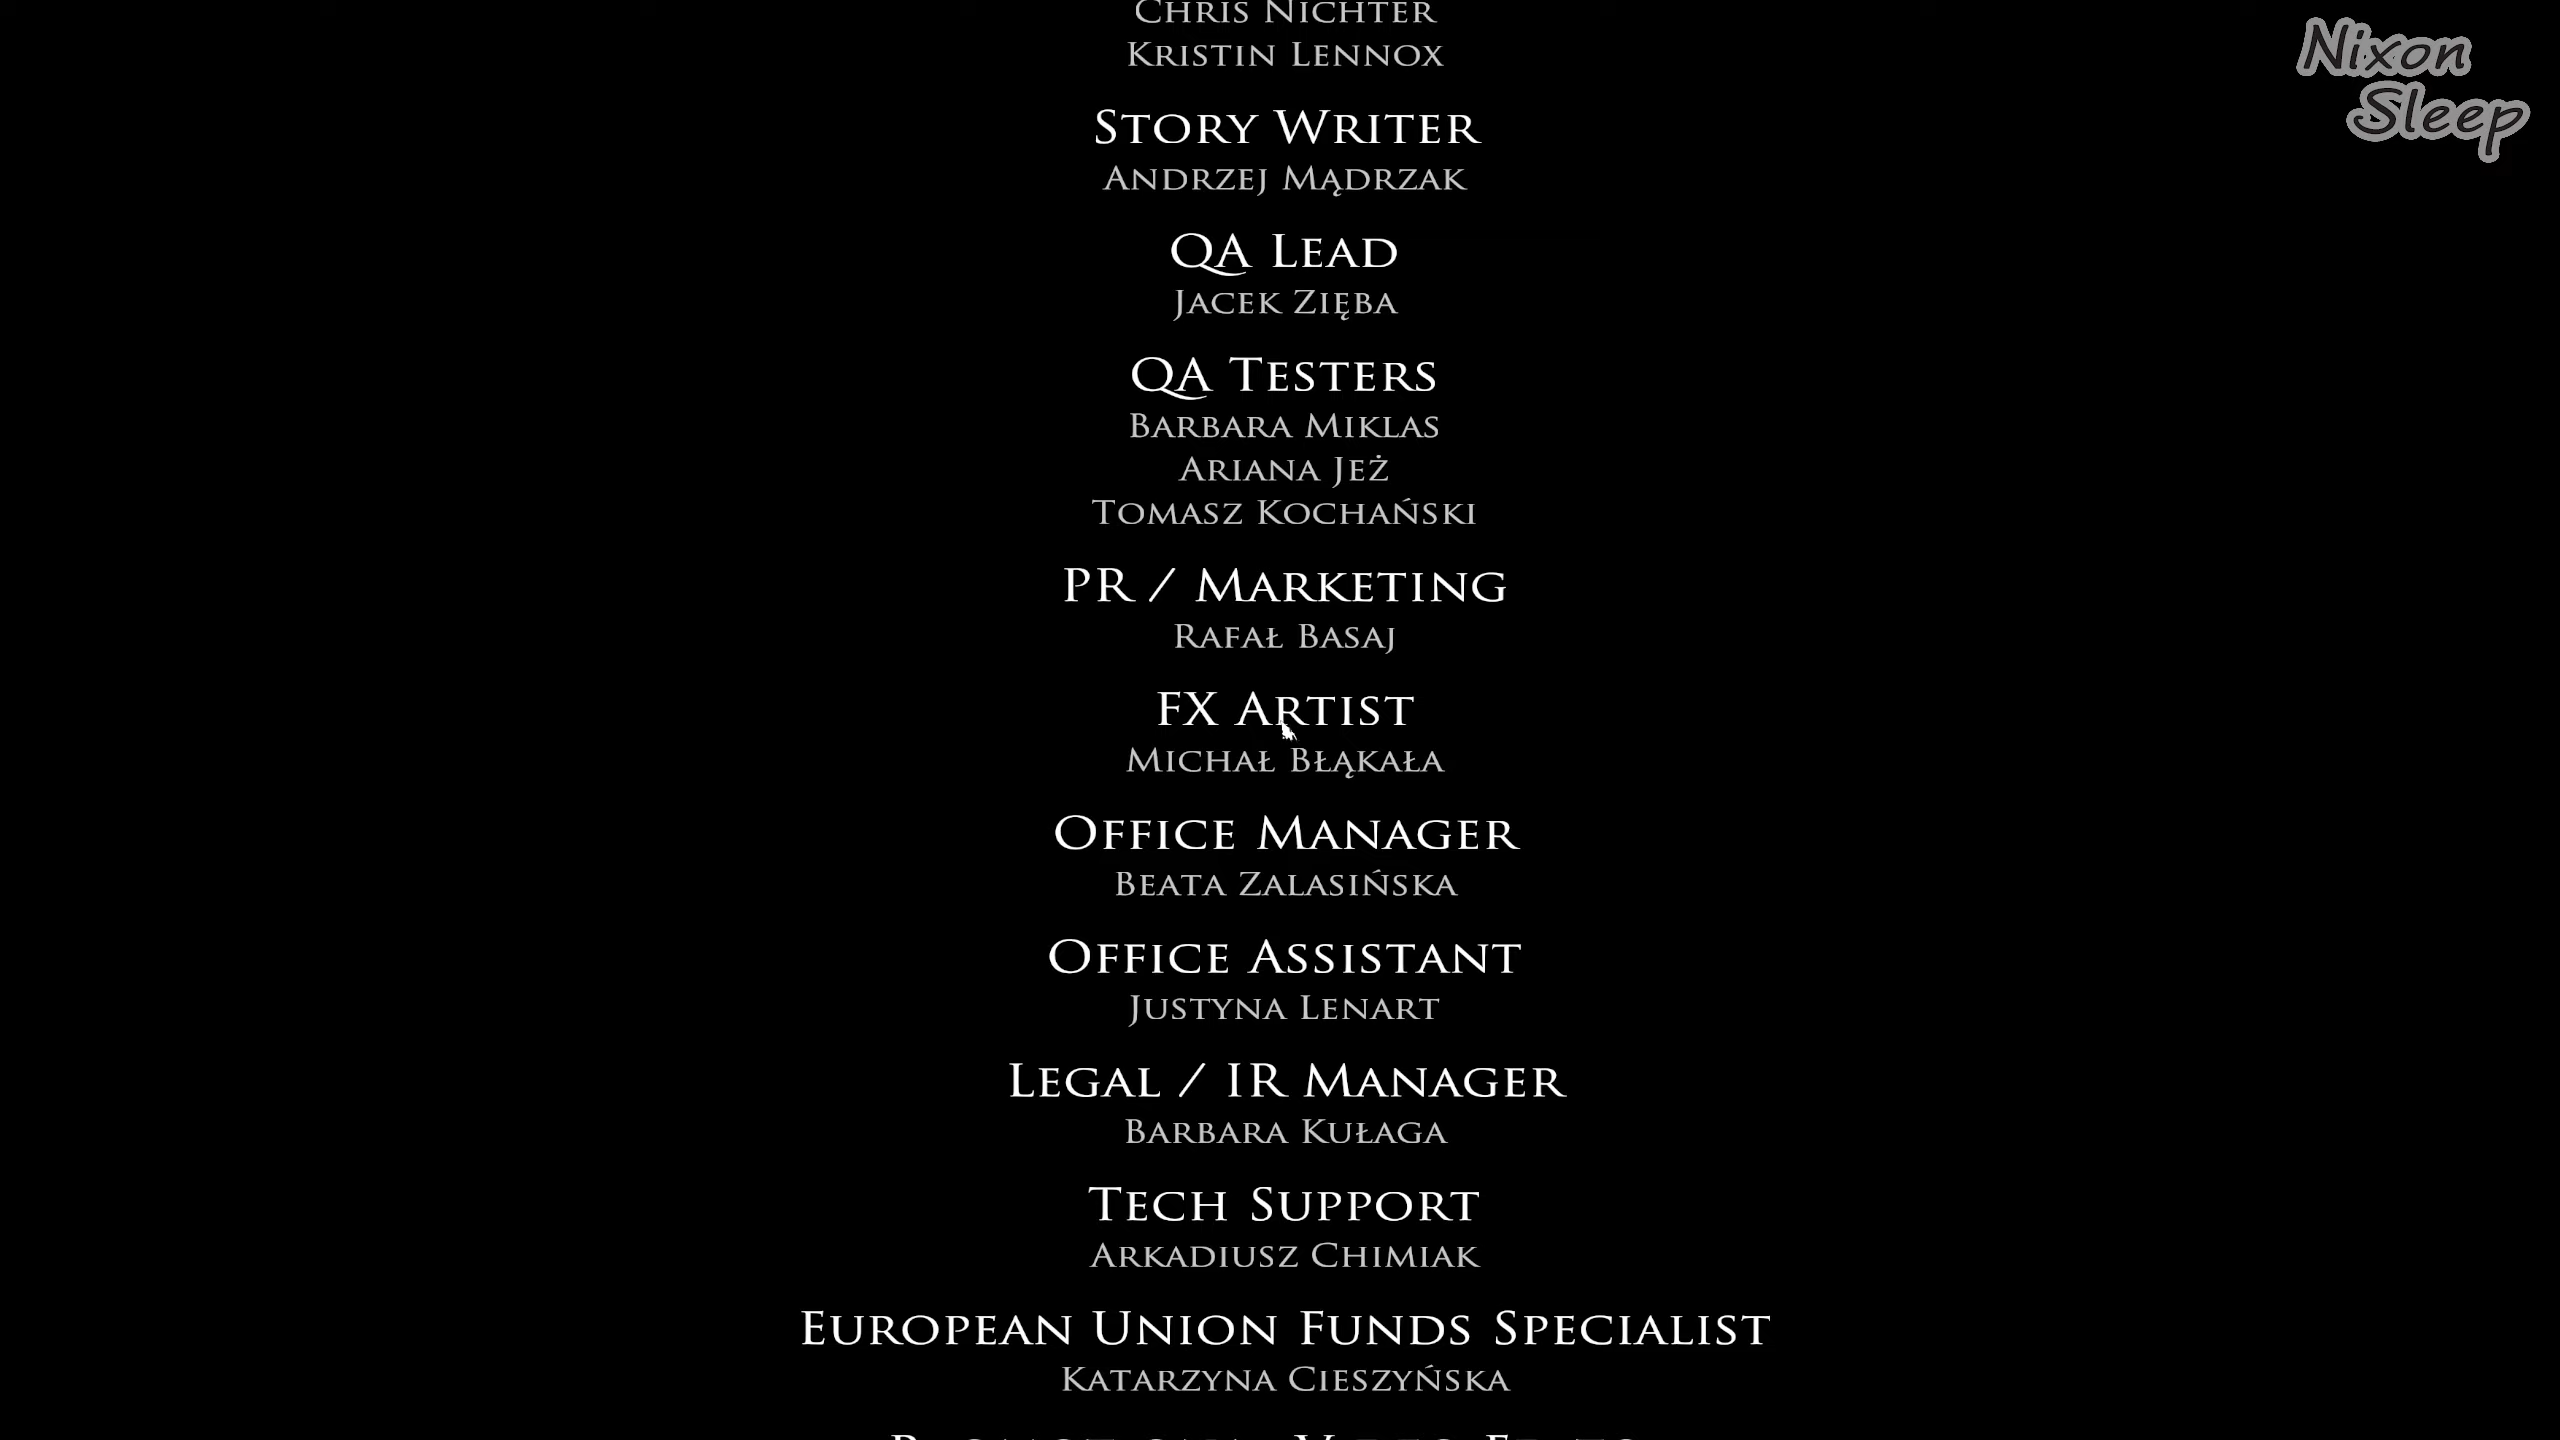 Chris Nichter
Kristin Lennox
Story Writer
Andrzej Mądrzak
QA Lead
Jacek Zięba
QA Testers
Barbara Miklas
Ariana Jeż
Tomasz Kochański
PR / Marketing
Rafał Basaj
FX Artist
Michał Błąkała
Office Manager
Beata Zalasińska
Office Assistant
Justyna Lenart
Legal / IR Manager
Barbara Kułaga
Tech Support
Arkadiusz Chimiak
European Union Funds Specialist
Katarzyna Cieszyńska
Nixon
Sleep